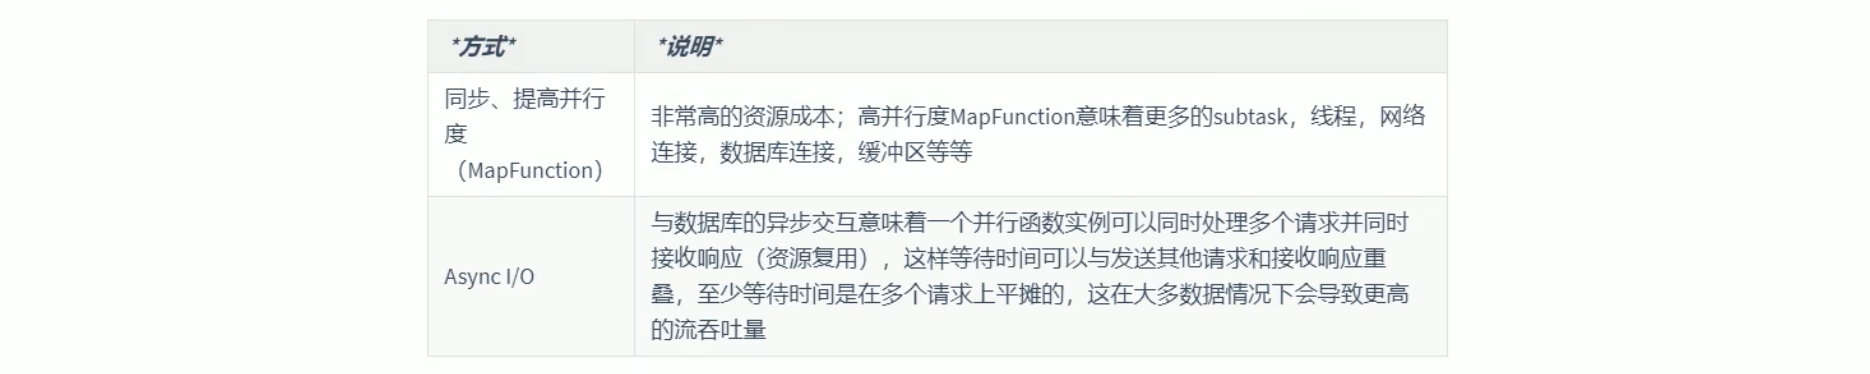 *方式*
*说明*
同步、提高并行
度
（MapFunction）
非常高的资源成本；高并行度MapFunction意味着更多的subtask，线程，网络
连接，数据库连接，缓冲区等等
Async I/O
与数据库的异步交互意味着一个并行函数实例可以同时处理多个请求并同时
接收响应（资源复用），这样等待时间可以与发送其他请求和接收响应重
叠，至少等待时间是在多个请求上平摊的，这在大多数据情况下会导致更高
的流吞吐量